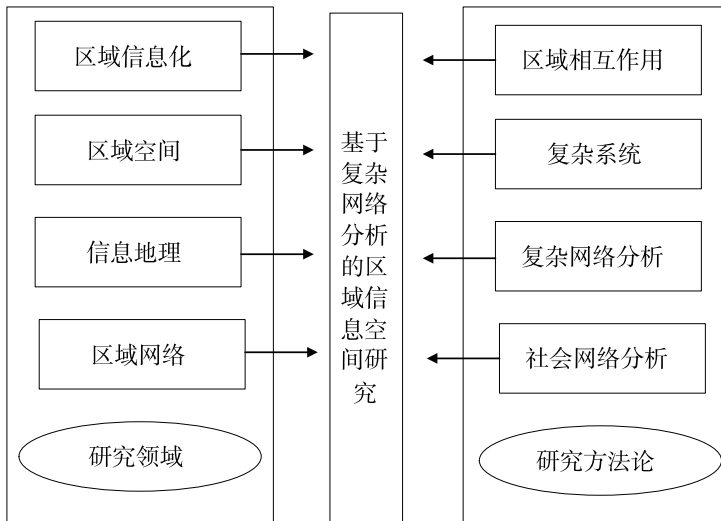 区域信息化
区域空间
信息地理
区域网络
研究领域
基于
复杂
网络
分析
的区
域信
息空
间研
究
区域相互作用
复杂系统
复杂网络分析
社会网络分析
研究方法论